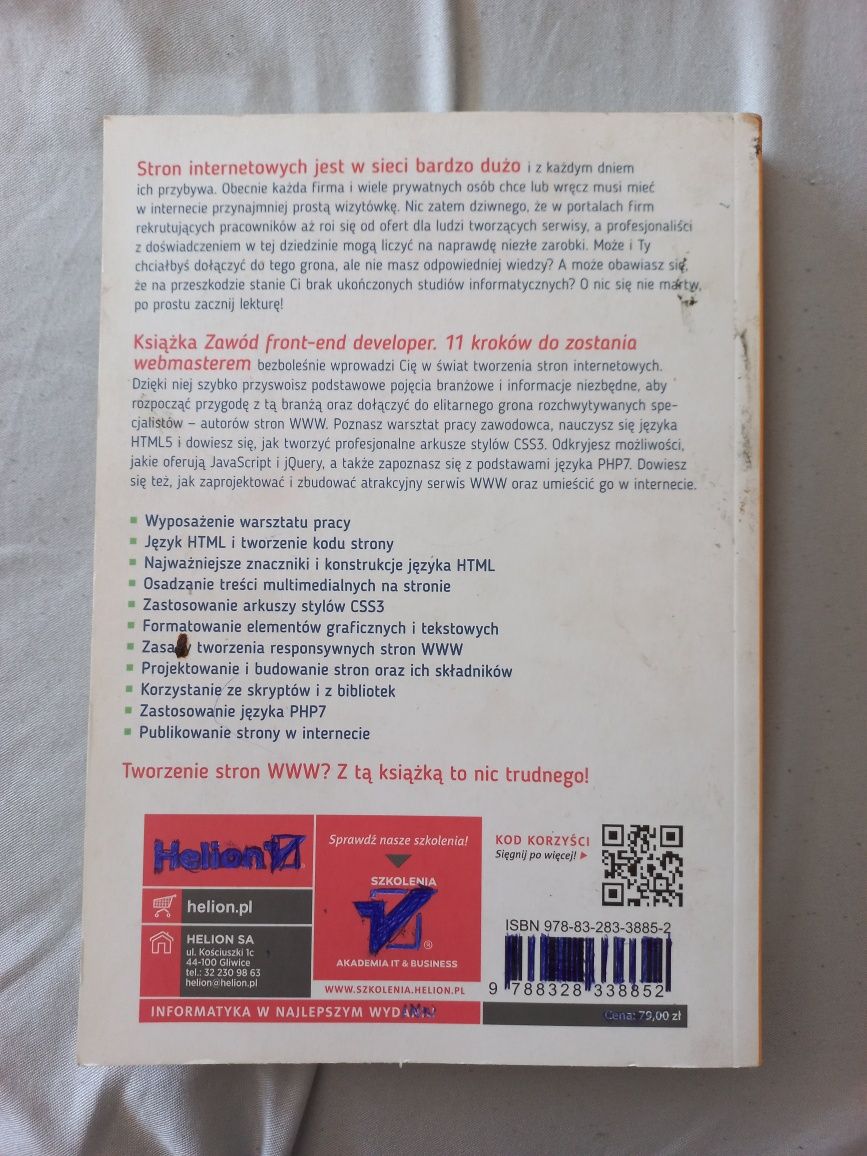 Stron internetowych jest w sieci bardzo dużo i z każdym dniem
ich przybywa. Obecnie każda firma i wiele prywatnych osób chce lub wręcz musi mieć
w internecie przynajmniej prostą wizytówkę. Nic zatem dziwnego, że w portalach firm
rekrutujących pracowników aż roi się od ofert dla ludzi tworzących serwisy, a profesjonaliści
z doświadczeniem w tej dziedzinie mogą liczyć na naprawdę niezłe zarobki. Może i Ty
chciałbyś dołączyć do tego grona, ale nie masz odpowiedniej wiedzy? A może obawiasz się,
że na przeszkodzie stanie Ci brak ukończonych studiów informatycznych? O nic się nie martw,
po prostu zacznij lekturę!
Książka Zawód front-end developer. 11 kroków do zostania
webmasterem bezboleśnie wprowadzi Cię w świat tworzenia stron internetowych.
Dzięki niej szybko przyswoisz podstawowe pojęcia branżowe i informacje niezbędne, aby
rozpocząć przygodę z tą branżą oraz dołączyć do elitarnego grona rozchwytywanych spe-
cjalistów – autorów stron WWW. Poznasz warsztat pracy zawodowca, nauczysz się języka
HTML5 i dowiesz się, jak tworzyć profesjonalne arkusze stylów CSS3. Odkryjesz możliwości,
jakie oferują JavaScript i jQuery, a także zapoznasz się z podstawami języka PHP7. Dowiesz
się też, jak zaprojektować i zbudować atrakcyjny serwis WWW oraz umieścić go w internecie.
▪ Wyposażenie warsztatu pracy
▪ Język HTML i tworzenie kodu strony
▪ Najważniejsze znaczniki i konstrukcje języka HTML
▪ Osadzanie treści multimedialnych na stronie
▪ Zastosowanie arkuszy stylów CSS3
▪ Formatowanie elementów graficznych i tekstowych
▪ Zasady tworzenia responsywnych stron WWW
▪ Projektowanie i budowanie stron oraz ich składników
▪ Korzystanie ze skryptów i z bibliotek
▪ Zastosowanie języka PHP7
▪ Publikowanie strony w internecie
Tworzenie stron WWW? Z tą książką to nic trudnego!
Helion
helion.pl
HELION SA
ul. Kościuszki 1c
44-100 Gliwice
tel.: 32 230 98 63
helion@helion.pl
Sprawdź nasze szkolenia!
SZKOLENIA
®
AKADEMIA IT & BUSINESS
WWW.SZKOLENIA.HELION.PL
INFORMATYKA W NAJLEPSZYM WYDANIU
KOD KORZYŚCI
Sięgnij po więcej!
ISBN 978-83-283-3885-2
9 788328 338852
Cena: 79,00 zł